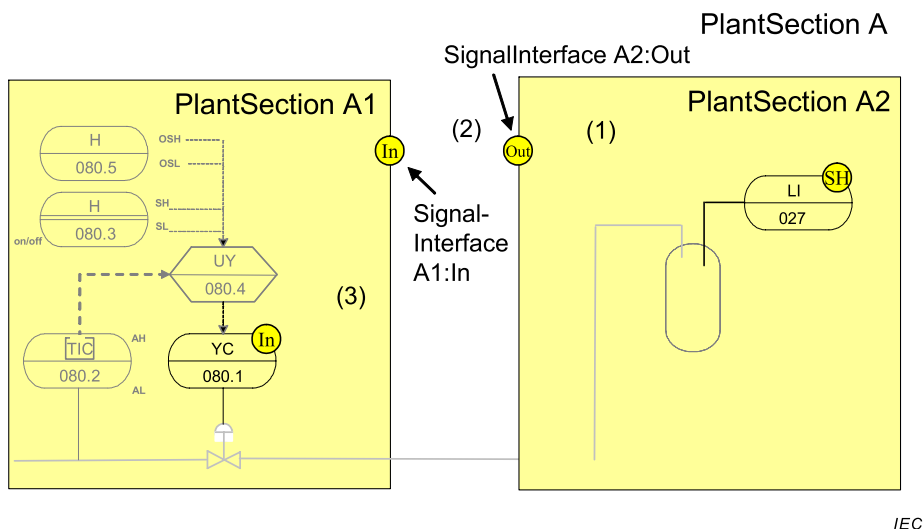 PlantSection A
SignalInterface A2:Out
PlantSection A1
PlantSection A2
(2)
(1)
H
080.5
OSH
OSL
In
Out
SH
LI
027
H
080.3
SH
SL
on/off
Signal-
Interface
A1:In
UY
080.4
(3)
TIC
080.2
AH
AL
YC
080.1
In
IEC